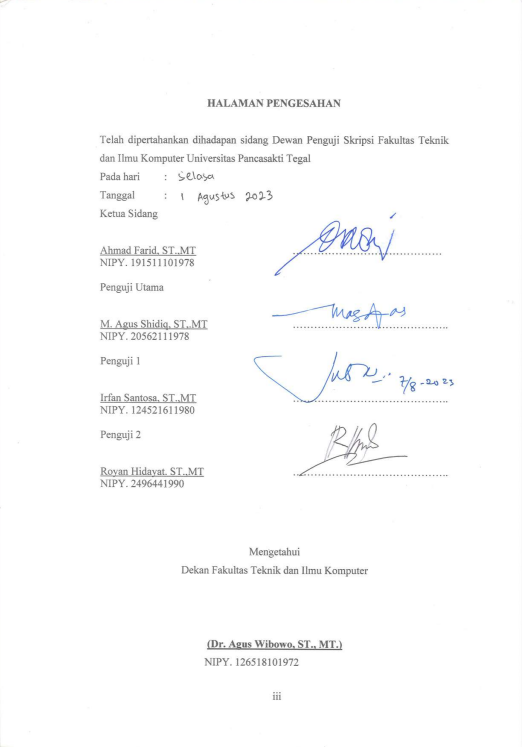 HALAMAN PENGESAHAN
Telah dipertahankan dihadapan sidang Dewan Penguji Skripsi Fakultas Teknik
dan Ilmu Komputer Universitas Pancasakti Tegal
Pada hari : Selasa
Tanggal : 1 Agustus 2023
Ketua Sidang
Ahmad Farid, ST.,MT
NIPY. 191511101978
Penguji Utama
M. Agus Shidiq, ST,.MT
NIPY. 20562111978
Penguji 1
7/8-2023
Irfan Santosa, ST.,MT
NIPY. 124521611980
Penguji 2
Royan Hidayat. ST.,MT
NIPY. 2496441990
Mengetahui
Dekan Fakultas Teknik dan Ilmu Komputer
(Dr. Agus Wibowo, ST., MT.)
NIPY. 126518101972
iii